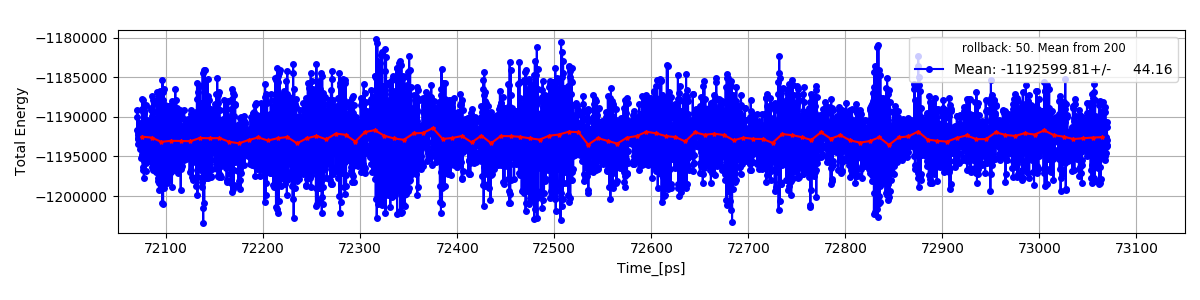 rollback: 50. Mean from 200
Mean: -1192599.81+/- 44.16
Total Energy
−1180000
−1185000
−1190000
−1195000
−1200000
72100 72200 72300 72400 72500 72600 72700 72800 72900 73000 73100
Time_[ps]